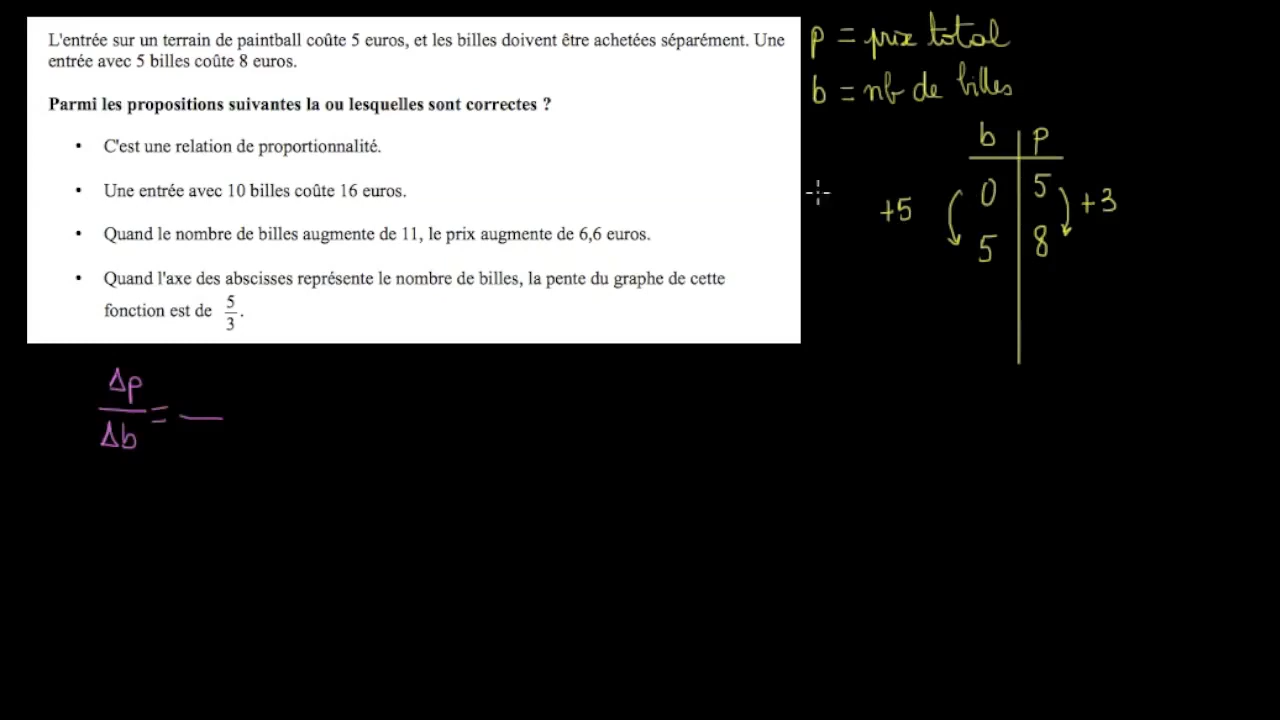 L'entrée sur un terrain de paintball coûte 5 euros, et les billes doivent être achetées séparément. Une
entrée avec 5 billes coûte 8 euros.
Parmi les propositions suivantes la ou lesquelles sont correctes ?
• C'est une relation de proportionnalité.
• Une entrée avec 10 billes coûte 16 euros.
• Quand le nombre de billes augmente de 11, le prix augmente de 6,6 euros.
• Quand l'axe des abscisses représente le nombre de billes, la pente du graphe de cette
fonction est de 5/3.
p = prix total
b = nb de billes
b p
0 5
+5 +3
5 8
Δp
— = —
Δb